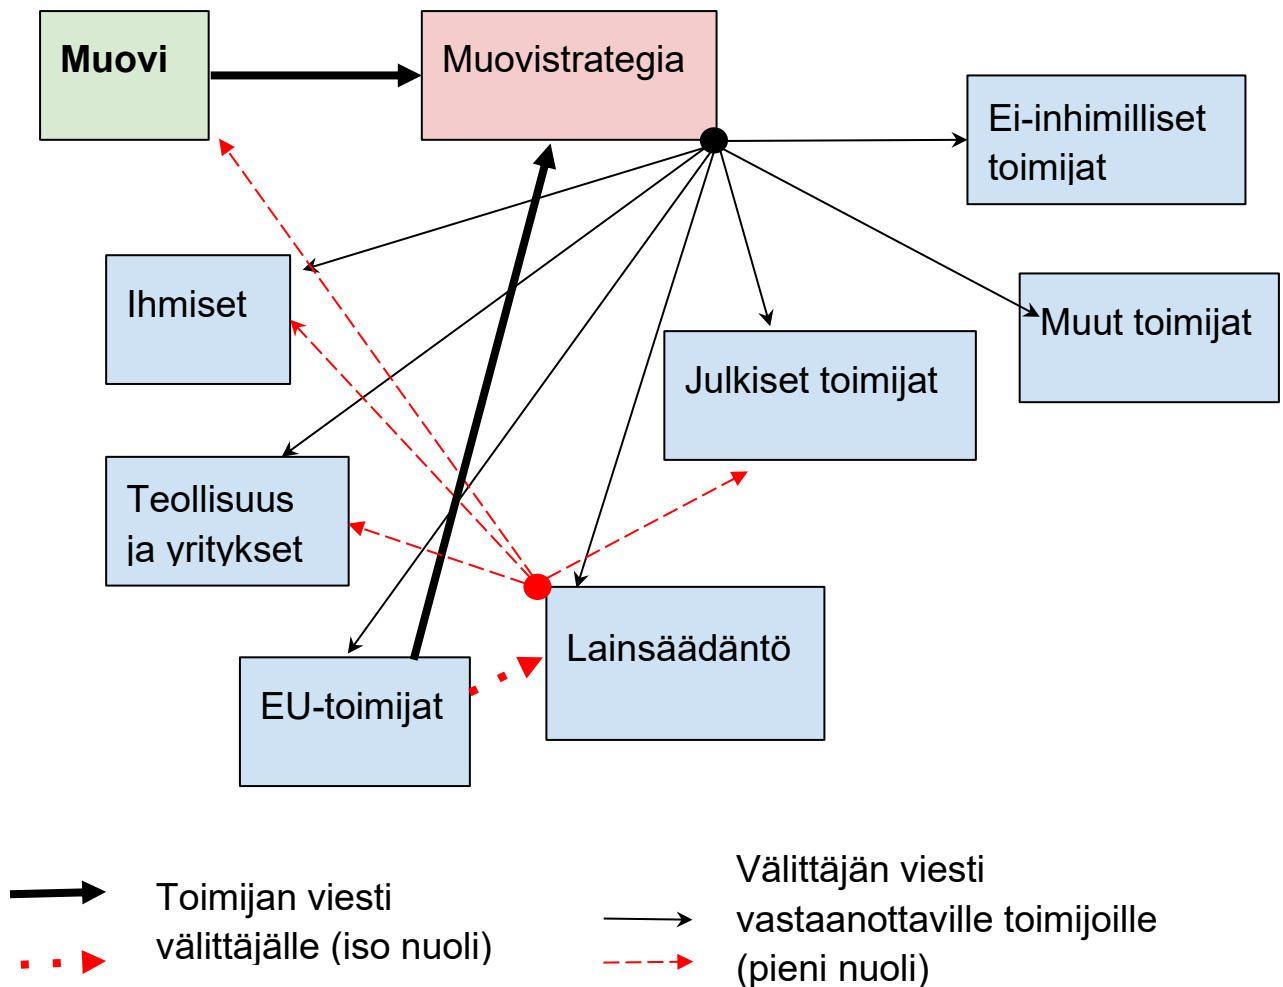 Muovi
Muovistrategia
Ei-inhimilliset
toimijat
Ihmiset
Muut toimijat
Julkiset toimijat
Teollisuus
ja yritykset
Lainsäädäntö
EU-toimijat
Toimijan viesti
välittäjälle (iso nuoli)
Välittäjän viesti
vastaanottaville toimijoille
(pieni nuoli)